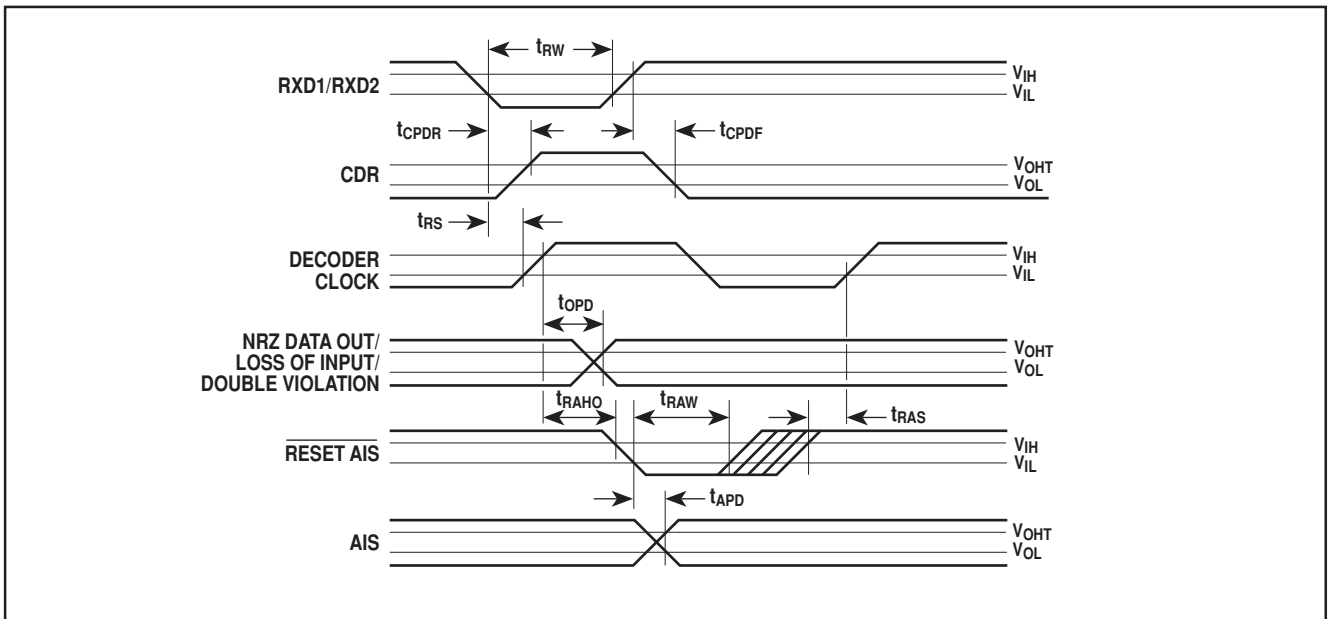 tRW
RXD1/RXD2
VIH
VIL
tCPDR
tCPDF
CDR
VOHT
VOL
tRS
DECODER
CLOCK
VIH
VIL
tOPD
NRZ DATA OUT/
LOSS OF INPUT/
DOUBLE VIOLATION
VOHT
VOL
tRAHO
tRAW
tRAS
RESET AIS
VIH
VIL
tAPD
AIS
VOHT
VOL